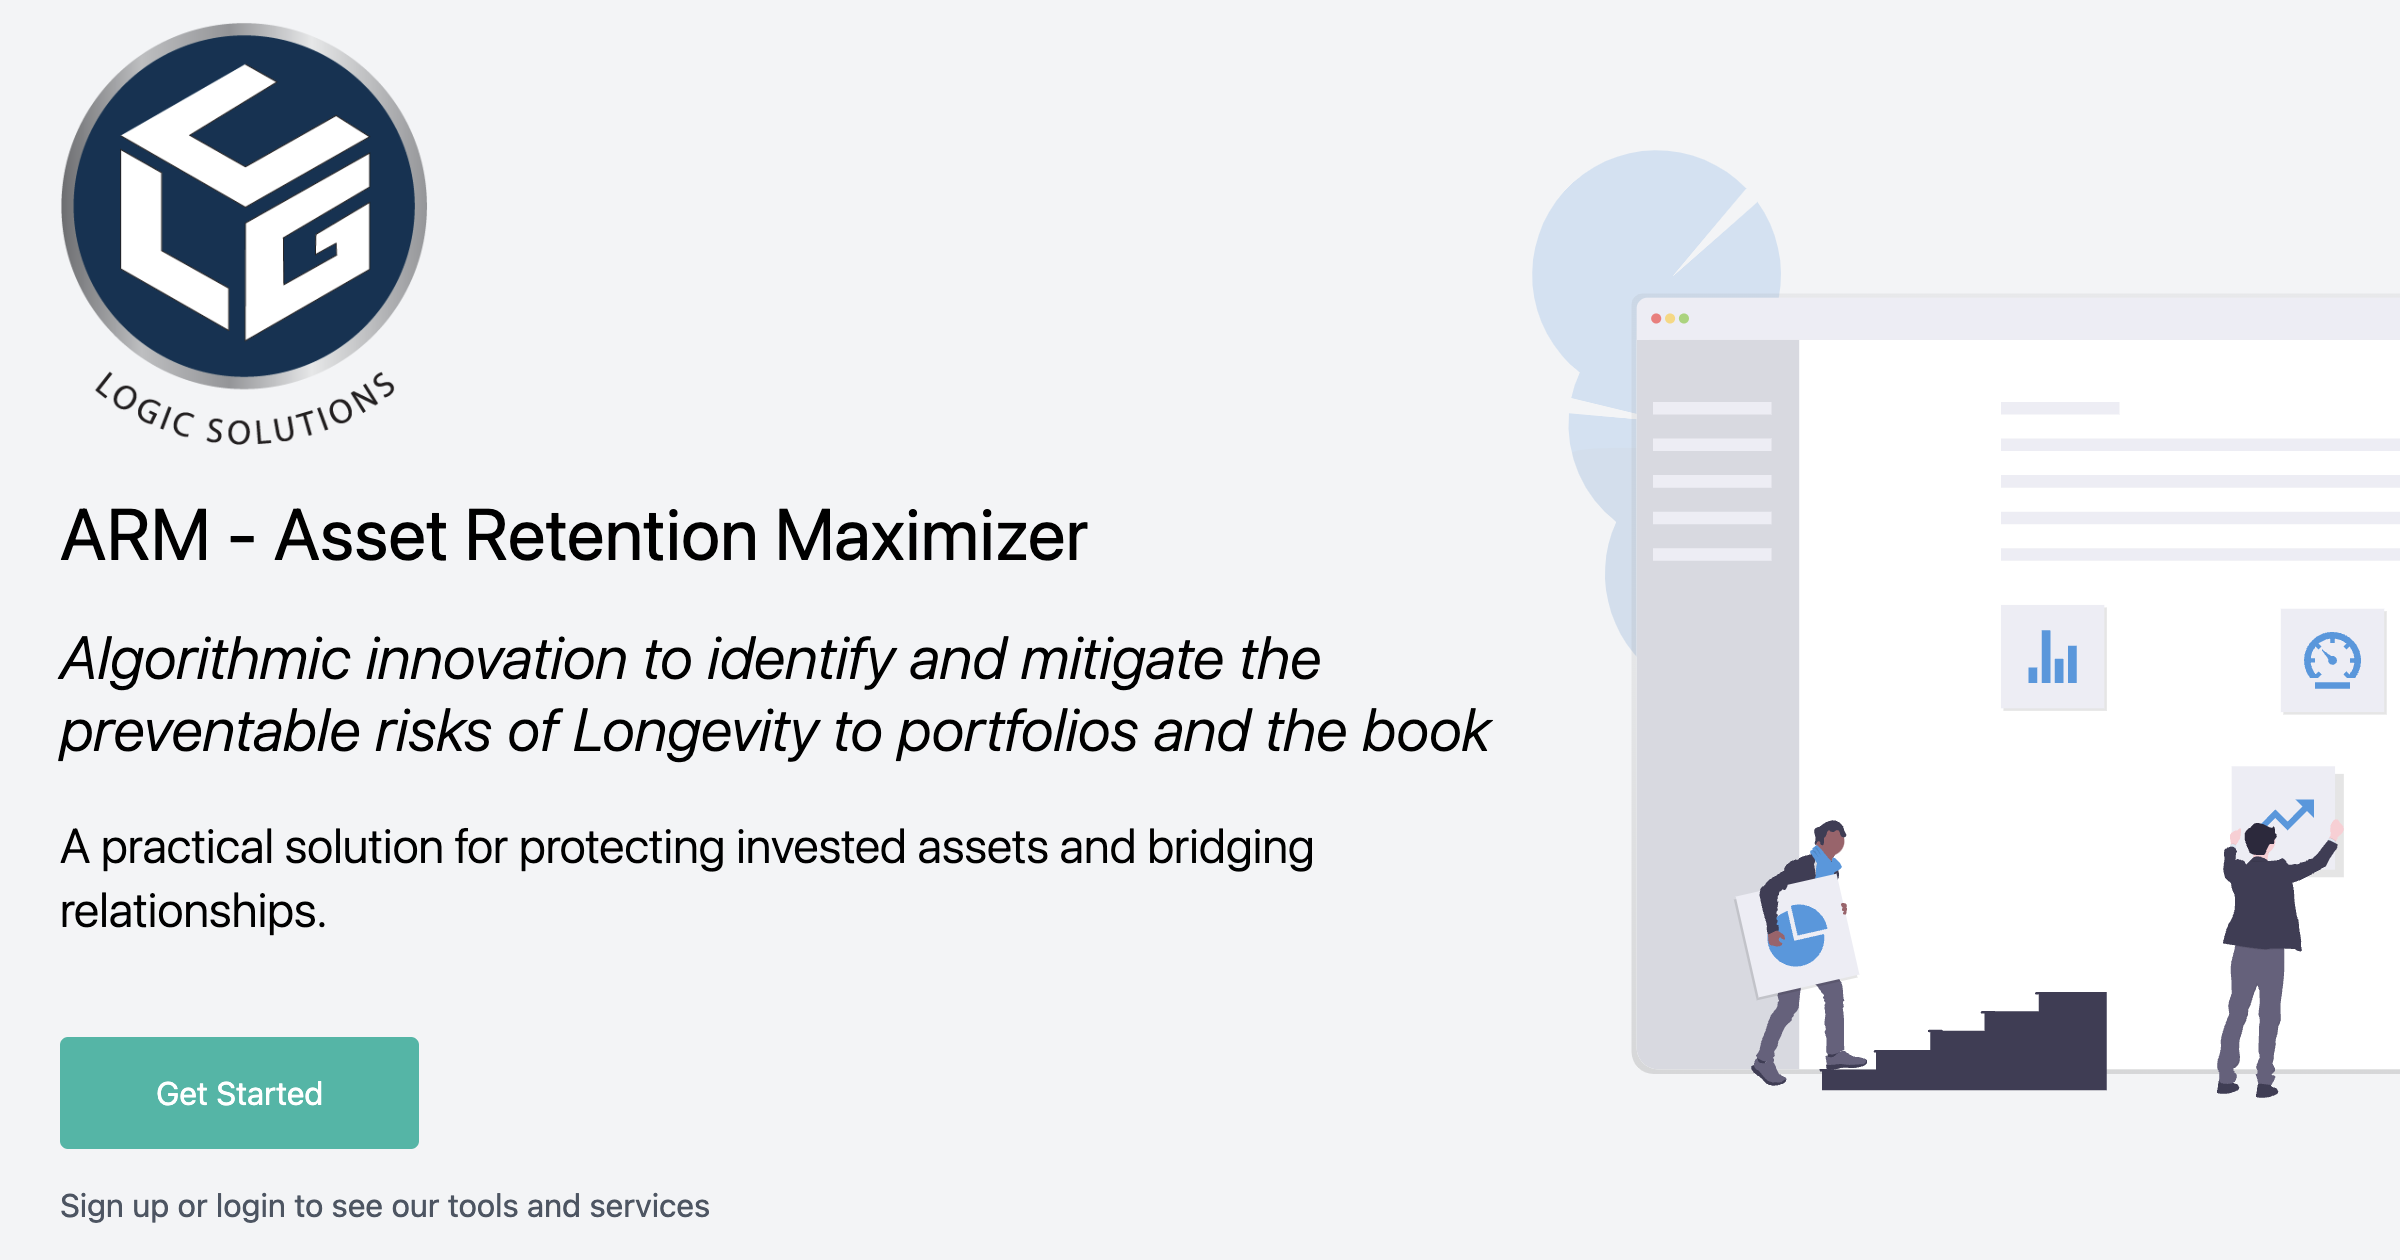 LLG
LOGIC SOLUTIONS
ARM - Asset Retention Maximizer
Algorithmic innovation to identify and mitigate the
preventable risks of Longevity to portfolios and the book
A practical solution for protecting invested assets and bridging
relationships.
Get Started
Sign up or login to see our tools and services